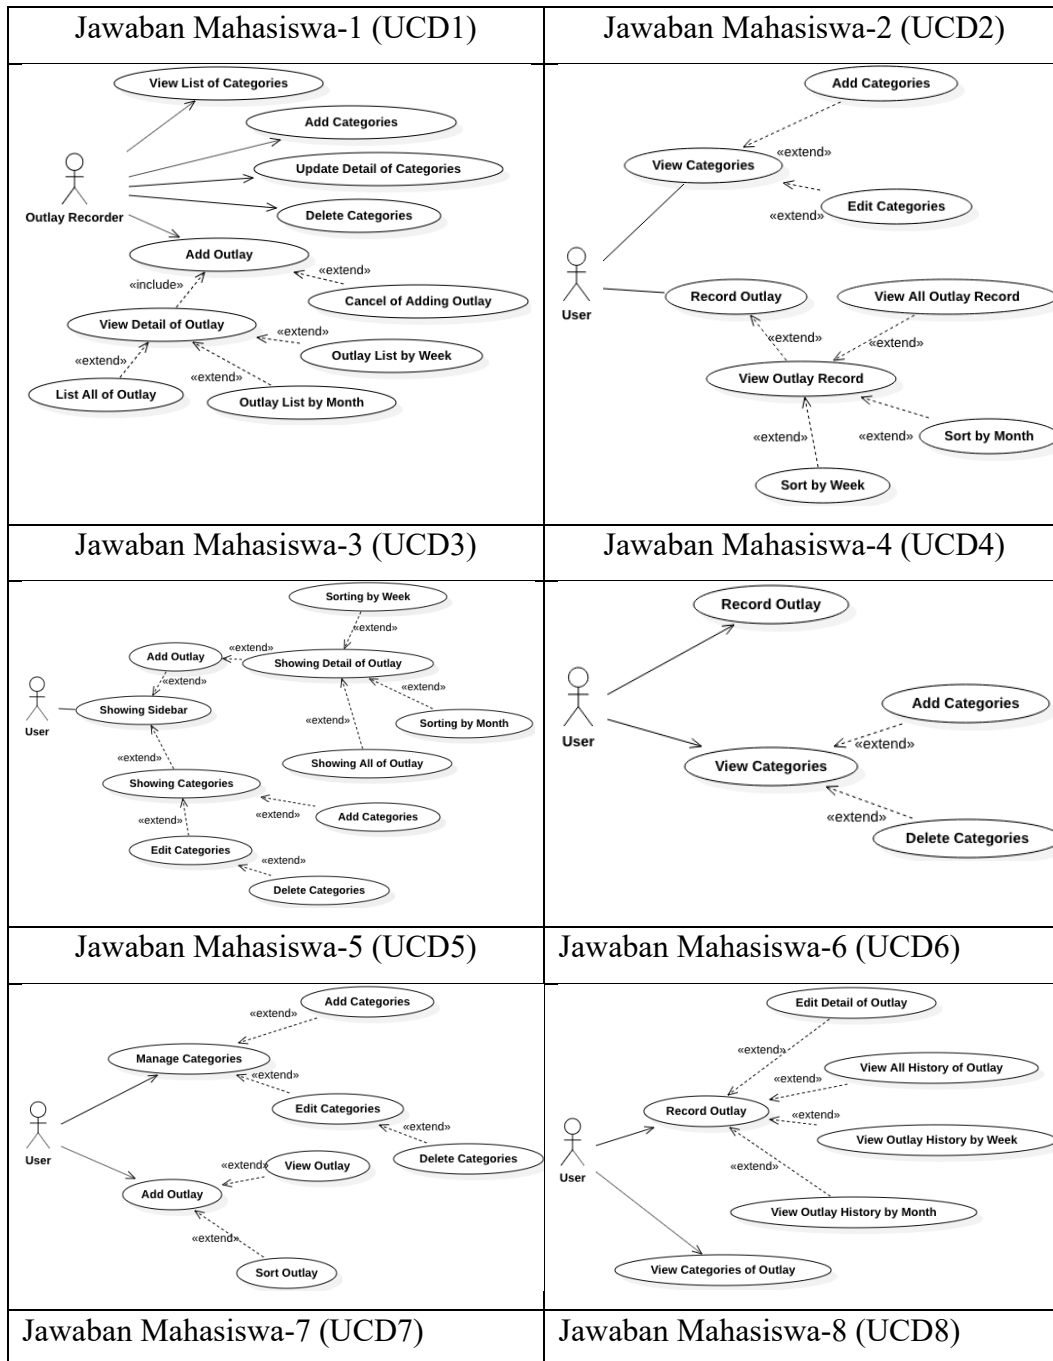 Jawaban Mahasiswa-1 (UCD1)
Jawaban Mahasiswa-2 (UCD2)
View List of Categories
Add Categories
Update Detail of Categories
Delete Categories
Outlay Recorder
Add Outlay
«include»
«extend»
Cancel of Adding Outlay
View Detail of Outlay
«extend»
Outlay List by Week
«extend»
«extend»
List All of Outlay
Outlay List by Month
Add Categories
«extend»
View Categories
Edit Categories
«extend»
User
Record Outlay
View All Outlay Record
«extend»
«extend»
View Outlay Record
«extend»
«extend»
Sort by Month
Sort by Week
Jawaban Mahasiswa-3 (UCD3)
Jawaban Mahasiswa-4 (UCD4)
Sorting by Week
«extend»
Add Outlay
«extend»
Showing Detail of Outlay
«extend»
«extend»
User
Showing Sidebar
«extend»
Sorting by Month
«extend»
Showing All of Outlay
Showing Categories
«extend»
Add Categories
«extend»
Edit Categories
«extend»
Delete Categories
Record Outlay
User
Add Categories
«extend»
View Categories
«extend»
Delete Categories
Jawaban Mahasiswa-5 (UCD5)
Jawaban Mahasiswa-6 (UCD6)
Add Categories
«extend»
Manage Categories
«extend»
Edit Categories
«extend»
Delete Categories
User
«extend»
View Outlay
Add Outlay
«extend»
Sort Outlay
Edit Detail of Outlay
«extend»
View All History of Outlay
«extend»
Record Outlay
«extend»
View Outlay History by Week
User
«extend»
View Outlay History by Month
View Categories of Outlay
Jawaban Mahasiswa-7 (UCD7)
Jawaban Mahasiswa-8 (UCD8)